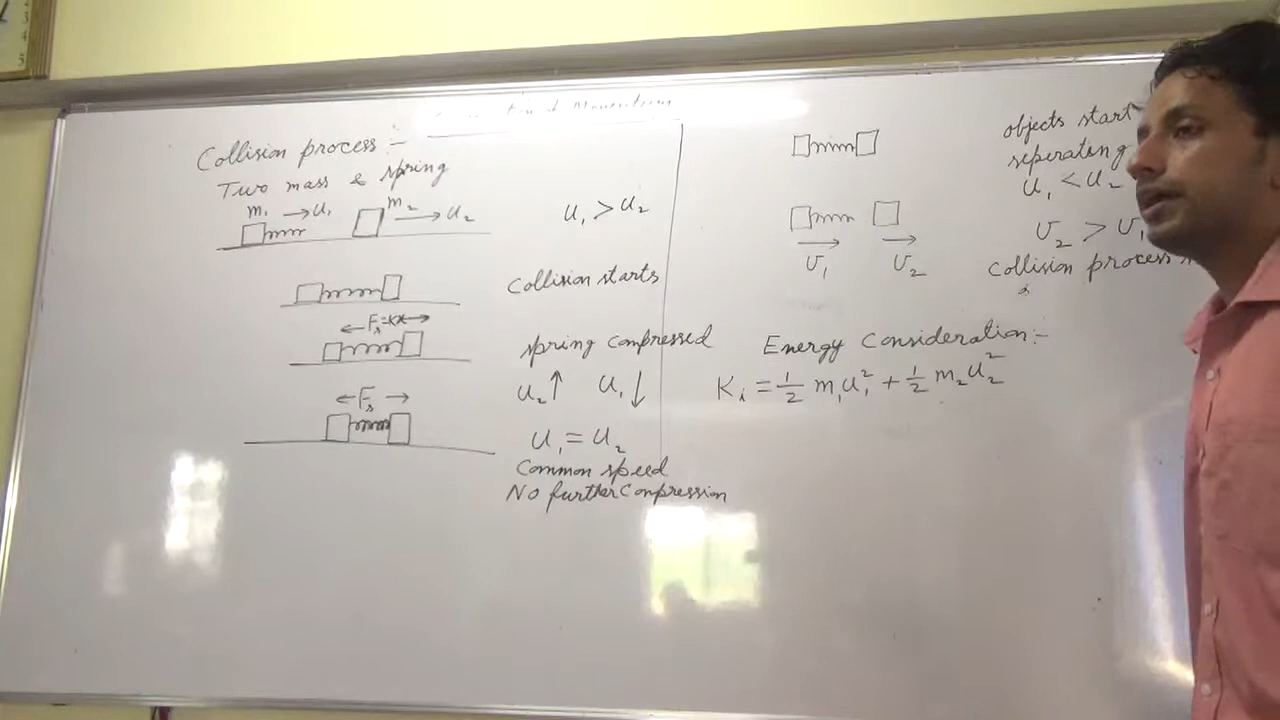 Collision process :-
Two mass & spring
m₁ → u₁ m₂ → u₂
u₁ > u₂
Collision starts
Fₛ=kx
spring compressed
u₂ ↑ u₁ ↓
Fₛ
u₁ = u₂
Common speed
No further Compression
objects start
seperating
u₁ < u₂
v₁ v₂
v₂ > v₁
Collision process
Energy Consideration:-
Kᵢ = 1/2 m₁u₁² + 1/2 m₂u₂²